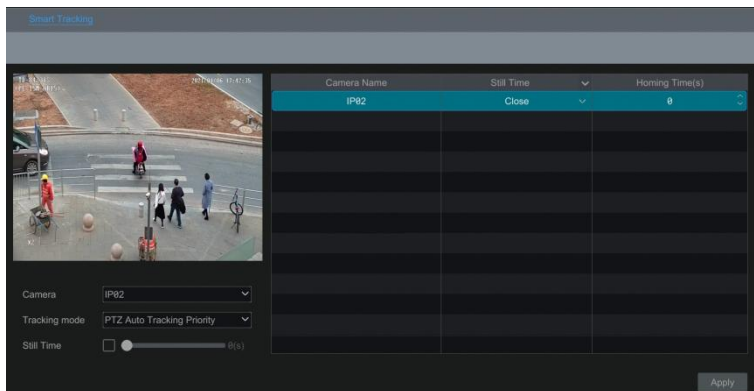 Smart Tracking
Camera Name Still Time Homing Time(s)
IP02 Close 0
Camera IP02
Tracking mode PTZ Auto Tracking Priority
Still Time 0(s)
Apply